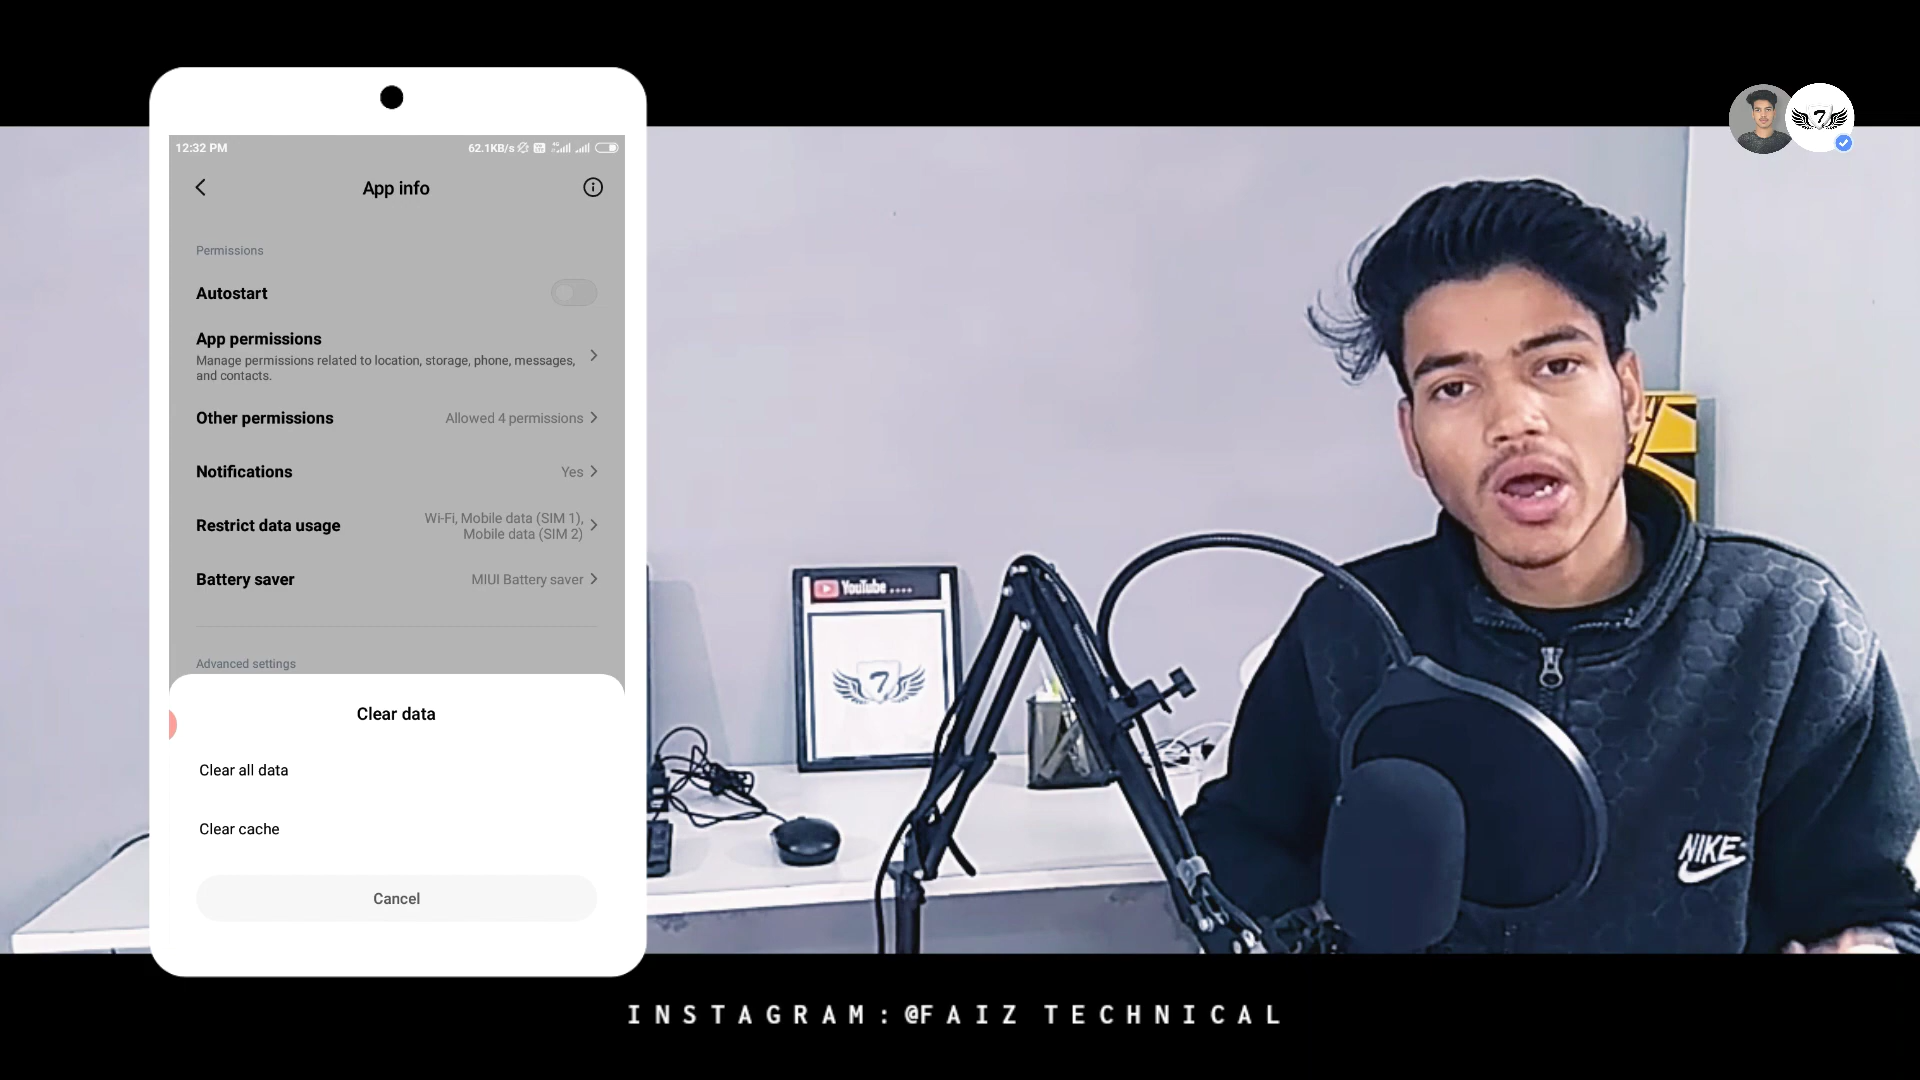 12:32 PM
62.1KB/s
App info
Permissions
Autostart
App permissions
Manage permissions related to location, storage, phone, messages,
and contacts.
Other permissions
Allowed 4 permissions
Notifications
Yes
Restrict data usage
Wi-Fi, Mobile data (SIM 1),
Mobile data (SIM 2)
Battery saver
MIUI Battery saver
Advanced settings
Clear data
Clear all data
Clear cache
Cancel
7
YouTube ....
7
NIKE
INSTAGRAM:@FAIZ TECHNICAL